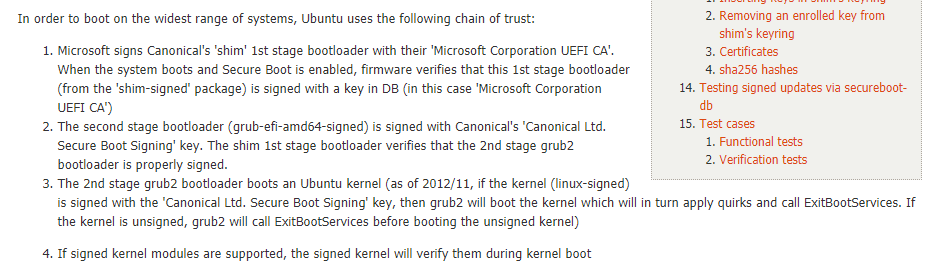 In order to boot on the widest range of systems, Ubuntu uses the following chain of trust:
1. Microsoft signs Canonical's 'shim' 1st stage bootloader with their 'Microsoft Corporation UEFI CA'.
When the system boots and Secure Boot is enabled, firmware verifies that this 1st stage bootloader
(from the 'shim-signed' package) is signed with a key in DB (in this case 'Microsoft Corporation
UEFI CA')
2. The second stage bootloader (grub-efi-amd64-signed) is signed with Canonical's 'Canonical Ltd.
Secure Boot Signing' key. The shim 1st stage bootloader verifies that the 2nd stage grub2
bootloader is properly signed.
3. The 2nd stage grub2 bootloader boots an Ubuntu kernel (as of 2012/11, if the kernel (linux-signed)
is signed with the 'Canonical Ltd. Secure Boot Signing' key, then grub2 will boot the kernel which will in turn apply quirks and call ExitBootServices. If
the kernel is unsigned, grub2 will call ExitBootServices before booting the unsigned kernel)
4. If signed kernel modules are supported, the signed kernel will verify them during kernel boot
2. Removing an enrolled key from
shim's keyring
3. Certificates
4. sha256 hashes
14. Testing signed updates via secureboot-
db
15. Test cases
1. Functional tests
2. Verification tests